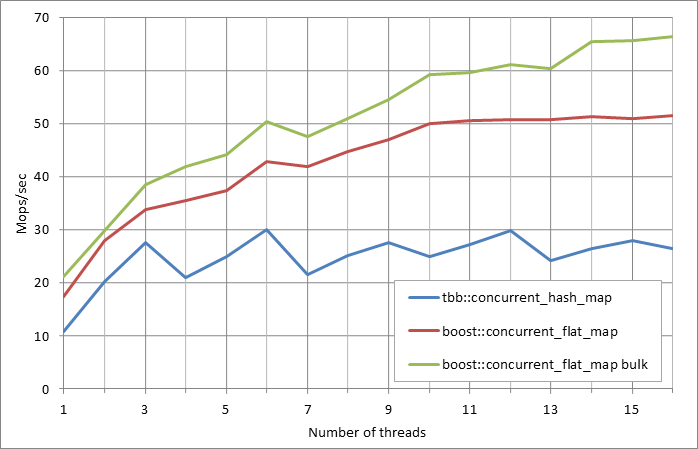 70
60
50
40
30
20
10
0
Mops/sec
tbb::concurrent_hash_map
boost::concurrent_flat_map
boost::concurrent_flat_map bulk
1 3 5 7 9 11 13 15
Number of threads